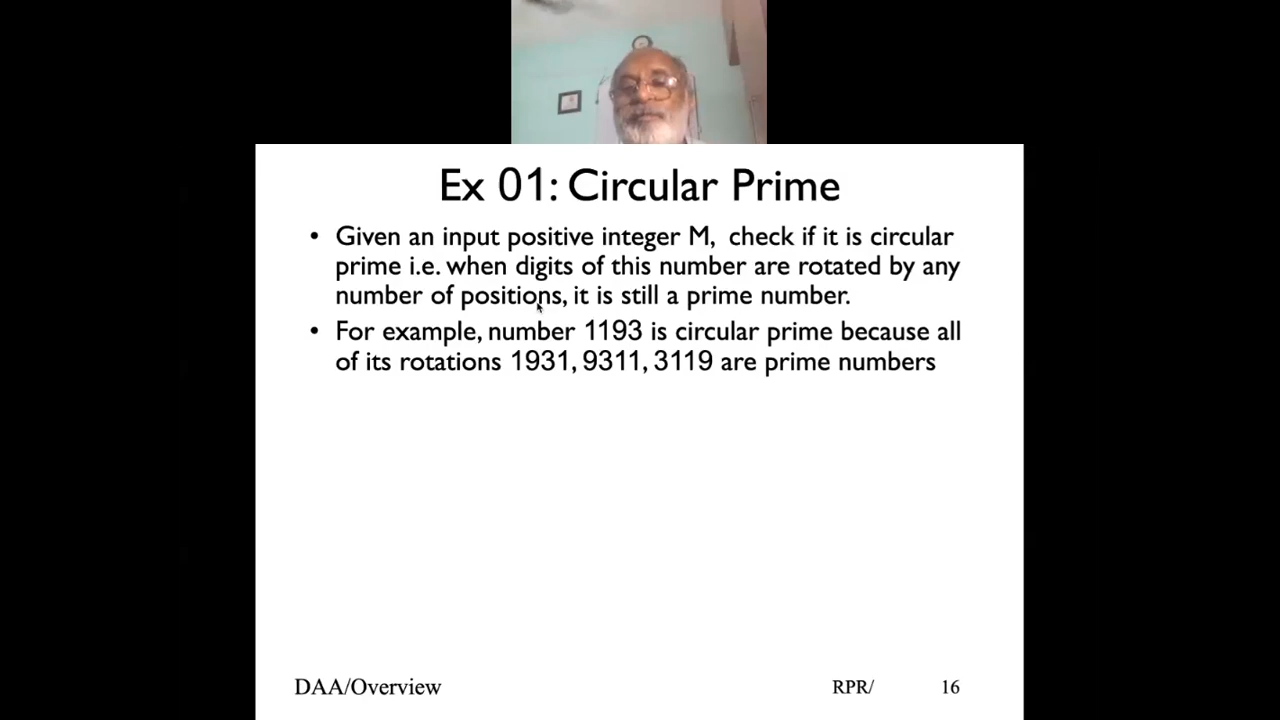 Ex 01: Circular Prime
• Given an input positive integer M, check if it is circular
prime i.e. when digits of this number are rotated by any
number of positions, it is still a prime number.
• For example, number 1193 is circular prime because all
of its rotations 1931, 9311, 3119 are prime numbers
DAA/Overview RPR/ 16